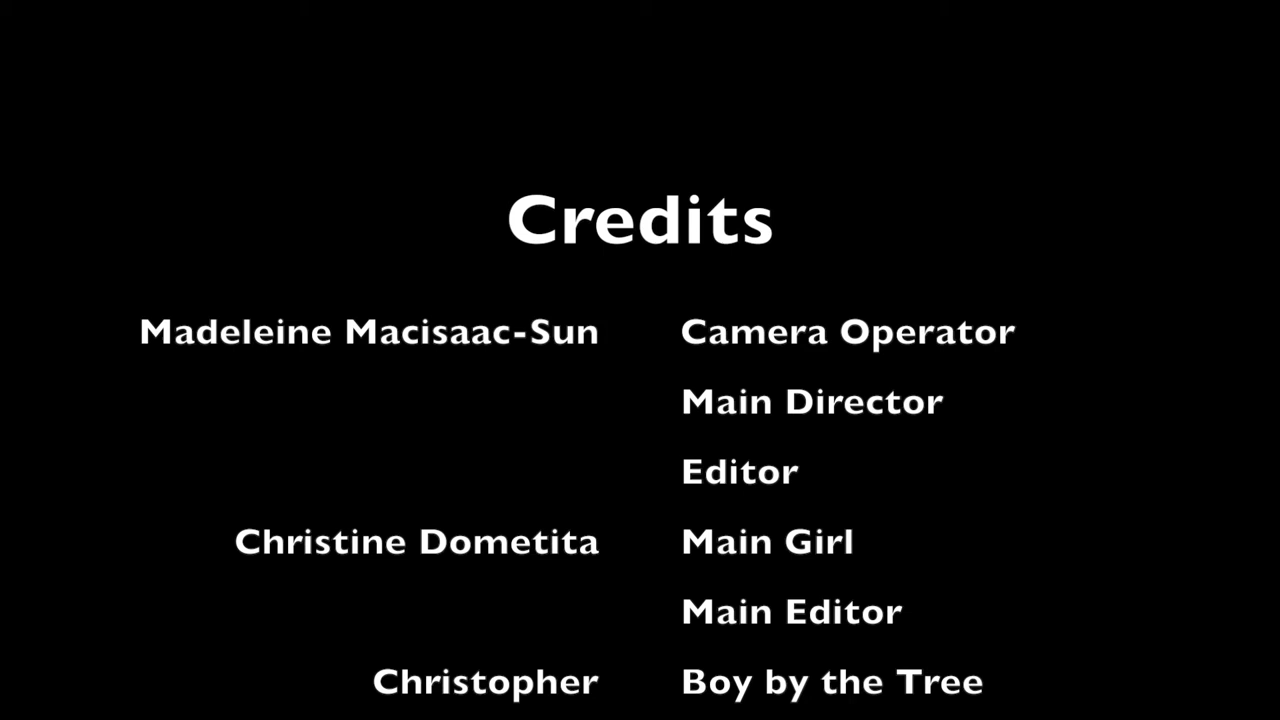 Credits
Madeleine Macisaac-Sun Camera Operator
Main Director
Editor
Christine Dometita Main Girl
Main Editor
Christopher Boy by the Tree